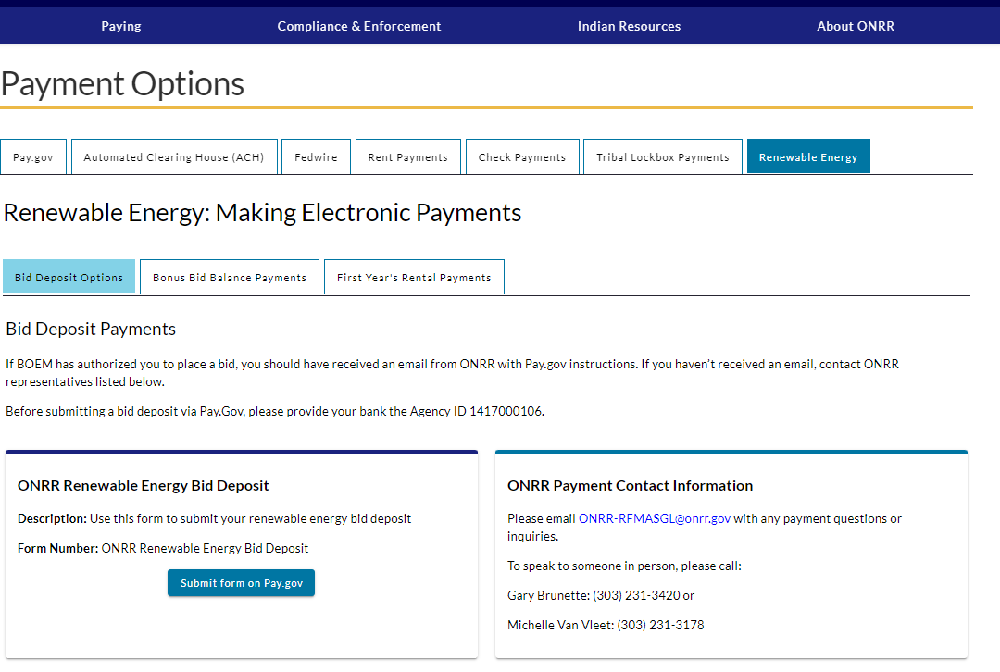 Paying Compliance & Enforcement Indian Resources About ONRR
Payment Options
Pay.gov Automated Clearing House (ACH) Fedwire Rent Payments Check Payments Tribal Lockbox Payments Renewable Energy
Renewable Energy: Making Electronic Payments
Bid Deposit Options Bonus Bid Balance Payments First Year's Rental Payments
Bid Deposit Payments
If BOEM has authorized you to place a bid, you should have received an email from ONRR with Pay.gov instructions. If you haven't received an email, contact ONRR
representatives listed below.
Before submitting a bid deposit via Pay.Gov, please provide your bank the Agency ID 1417000106.
ONRR Renewable Energy Bid Deposit
Description: Use this form to submit your renewable energy bid deposit
Form Number: ONRR Renewable Energy Bid Deposit
Submit form on Pay.gov
ONRR Payment Contact Information
Please email ONRR-RFMASGL@onrr.gov with any payment questions or
inquiries.
To speak to someone in person, please call:
Gary Brunette: (303) 231-3420 or
Michelle Van Vleet: (303) 231-3178